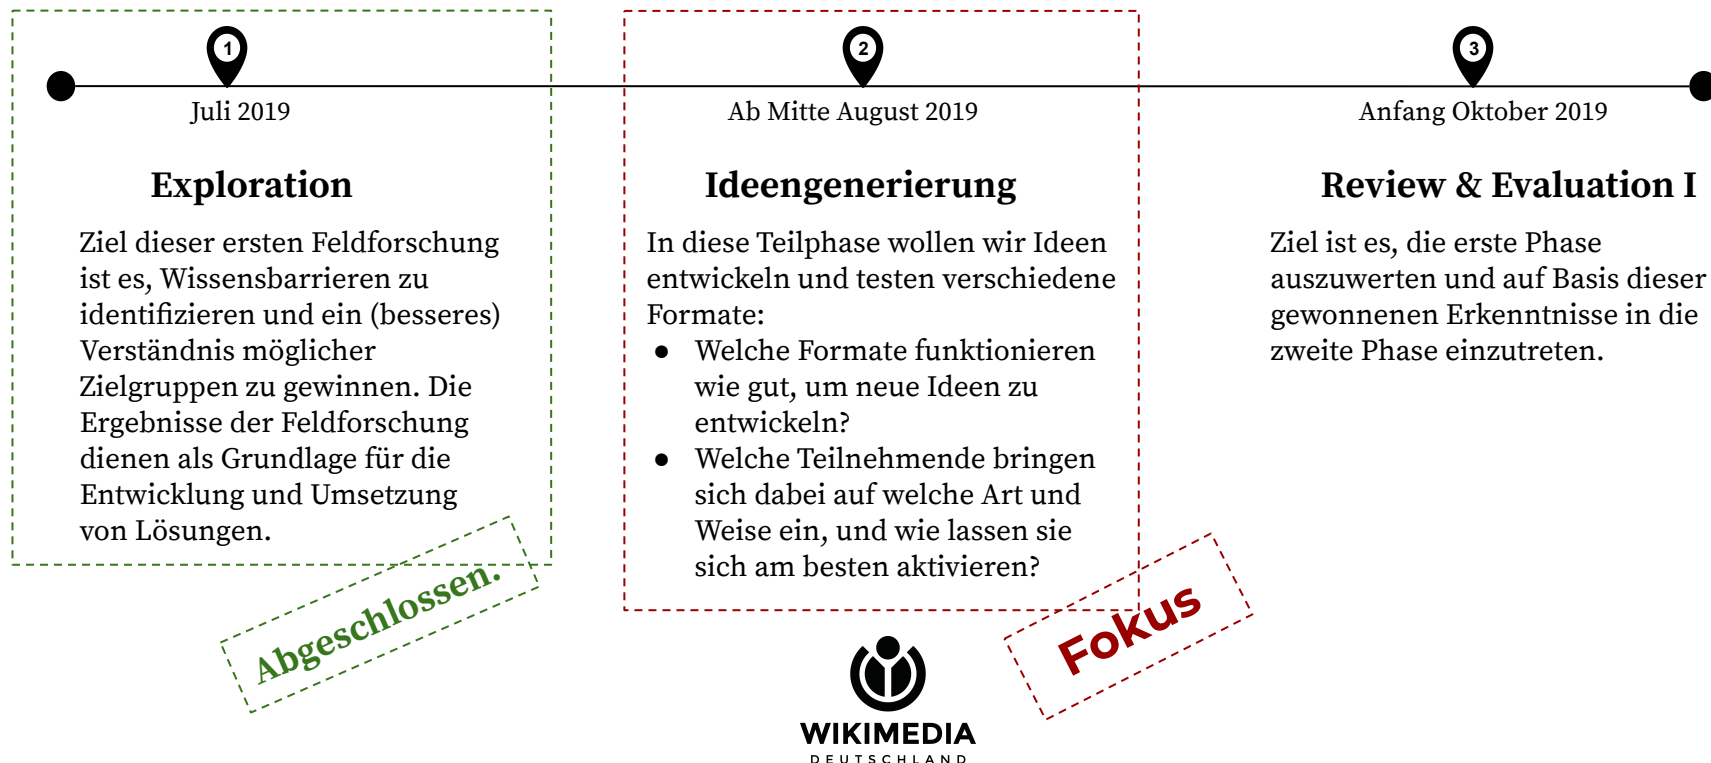 1
Juli 2019
Exploration
Ziel dieser ersten Feldforschung
ist es, Wissensbarrieren zu
identifizieren und ein (besseres)
Verständnis möglicher
Zielgruppen zu gewinnen. Die
Ergebnisse der Feldforschung
dienen als Grundlage für die
Entwicklung und Umsetzung
von Lösungen.
Abgeschlossen.
2
Ab Mitte August 2019
Ideengenerierung
In diese Teilphase wollen wir Ideen
entwickeln und testen verschiedene
Formate:
● Welche Formate funktionieren
wie gut, um neue Ideen zu
entwickeln?
● Welche Teilnehmende bringen
sich dabei auf welche Art und
Weise ein, und wie lassen sie
sich am besten aktivieren?
Fokus
3
Anfang Oktober 2019
Review & Evaluation I
Ziel ist es, die erste Phase
auszuwerten und auf Basis dieser
gewonnenen Erkenntnisse in die
zweite Phase einzutreten.
WIKIMEDIA
DEUTSCHLAND